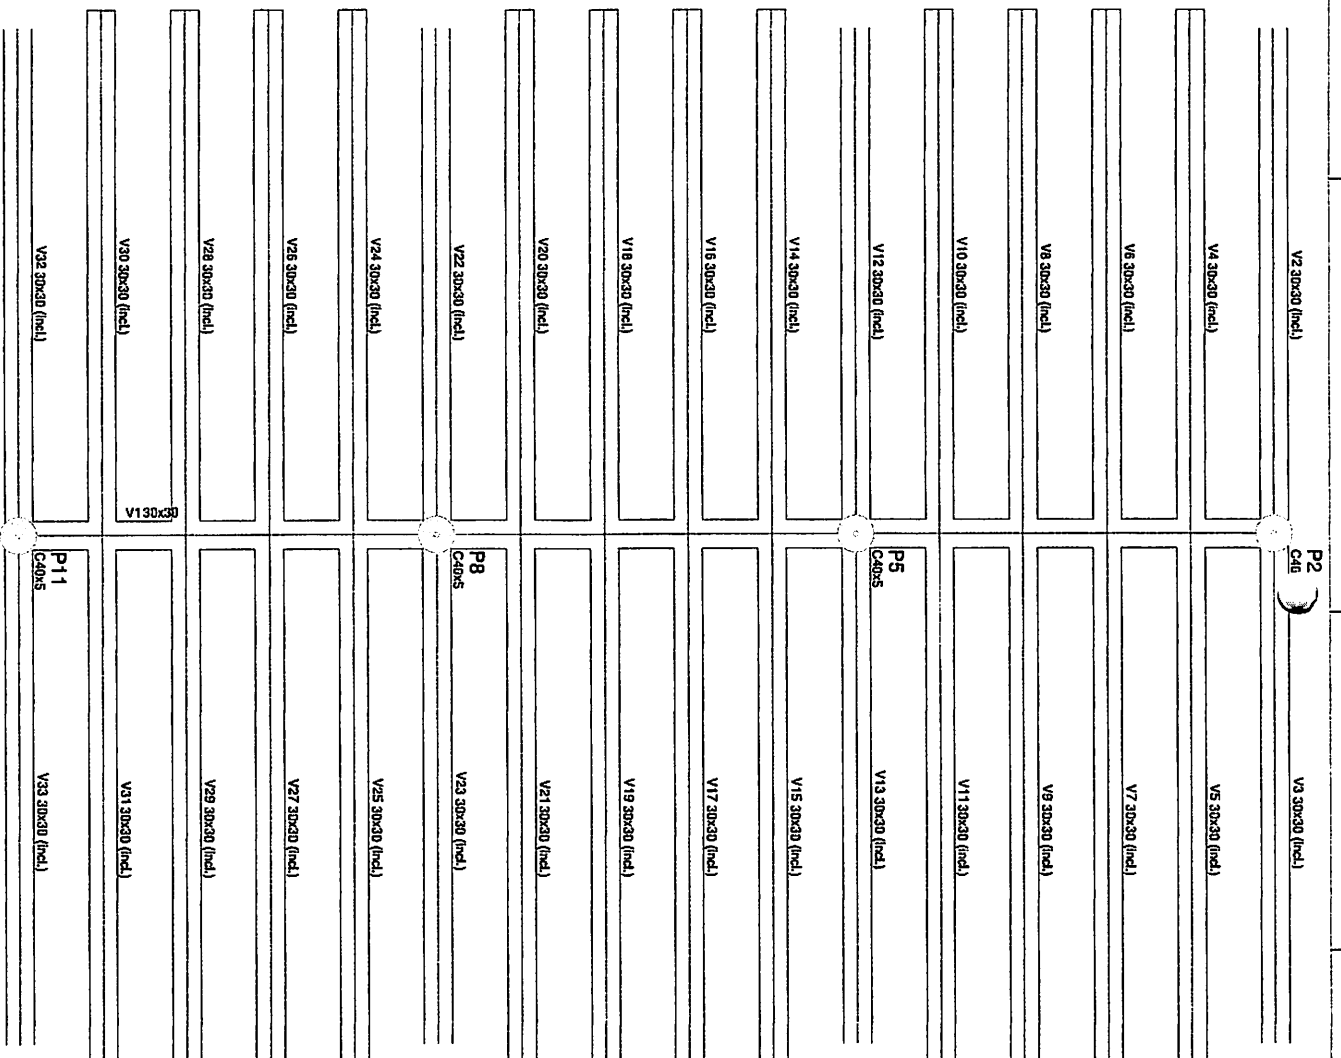 V32 30x30 (incl.)
V30 30x30 (incl.)
V28 30x30 (incl.)
V26 30x30 (incl.)
V24 30x30 (incl.)
V22 30x30 (incl.)
V20 30x30 (incl.)
V18 30x30 (incl.)
V16 30x30 (incl.)
V14 30x30 (incl.)
V12 30x30 (incl.)
V10 30x30 (incl.)
V8 30x30 (incl.)
V6 30x30 (incl.)
V4 30x30 (incl.)
V2 30x30 (incl.)
V1 30x30
P11
C40x5
P8
C40x5
P5
C40x5
P2
C40
V33 30x30 (incl.)
V31 30x30 (incl.)
V29 30x30 (incl.)
V27 30x30 (incl.)
V25 30x30 (incl.)
V23 30x30 (incl.)
V21 30x30 (incl.)
V19 30x30 (incl.)
V17 30x30 (incl.)
V15 30x30 (incl.)
V13 30x30 (incl.)
V11 30x30 (incl.)
V9 30x30 (incl.)
V7 30x30 (incl.)
V5 30x30 (incl.)
V3 30x30 (incl.)